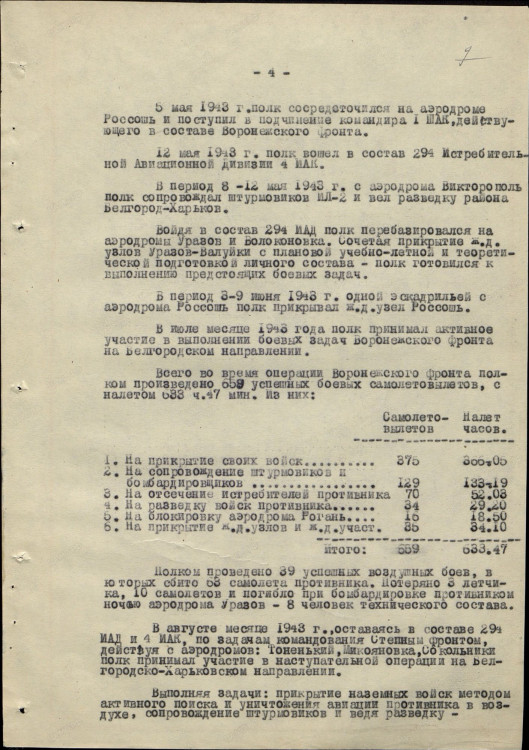 - 4 -
5 мая 1943 г.полк сосредоточился на аэродроме
Россошь и поступил в подчинение командира I ШАК,действу-
ющего в составе Воронежского фронта.
12 мая 1943 г. полк вошел в состав 294 Истребитель-
ной Авиационной Дивизии 4 ИАК.
В период 8 -12 мая 1943 г. с аэродрома Викторополь
полк сопровождал штурмовиков ИЛ-2 и вел разведку района
Белгород-Харьков.
Войдя в состав 294 ИАД полк перебазировался на
аэродромы Уразов и Волоконовка. Сочетая прикрытие ж.д.
узлов Уразов-Валуйки с плановой учебно-летной и теорети-
ческой подготовкой личного состава - полк готовился к
выполнению предстоящих боевых задач.
В период 3-9 июня 1943 г. одной эскадрильей с
аэродрома Россошь полк прикрывал ж.д.узел Россошь.
В июле месяце 1943 года полк принимал активное
участие в выполнении боевых задач Воронежского фронта
на Белгородском направлении.
Всего во время операции Воронежского фронта пол-
ком произведено 659 успешных боевых самолетовылетов, с
налетом 633 ч.47 мин. Из них:
Самолето- Налет
вылетов часов.
1. На прикрытие своих войск.......... 375 366.05
2. На сопровождение штурмовиков и
бомбардировщиков ................ 129 133.19
3. На отсечение истребителей противника 70 52.03
4. На разведку войск противника...... 34 29.20
5. На блокировку аэродрома Рогань.... 16 18.50
6. На прикрытие ж.д.узлов и ж.д.участ. 35 34.10
Итого: 659 633.47
Полком проведено 39 успешных воздушных боев, в
которых сбито 63 самолета противника. Потеряно 3 летчи-
ка, 10 самолетов и погибло при бомбардировке противником
ночью аэродрома Уразов - 8 человек технического состава.
В августе месяце 1943 г.,оставаясь в составе 294
ИАД и 4 ИАК, по задачам командования Степным фронтом,
действуя с аэродромов: Тоненький,Микояновка,Сокольники
полк принимал участие в наступательной операции на Бел-
городско-Харьковском направлении.
Выполняя задачи: прикрытие наземных войск методом
активного поиска и уничтожения авиации противника в воз-
духе, сопровождение штурмовиков и ведя разведку -